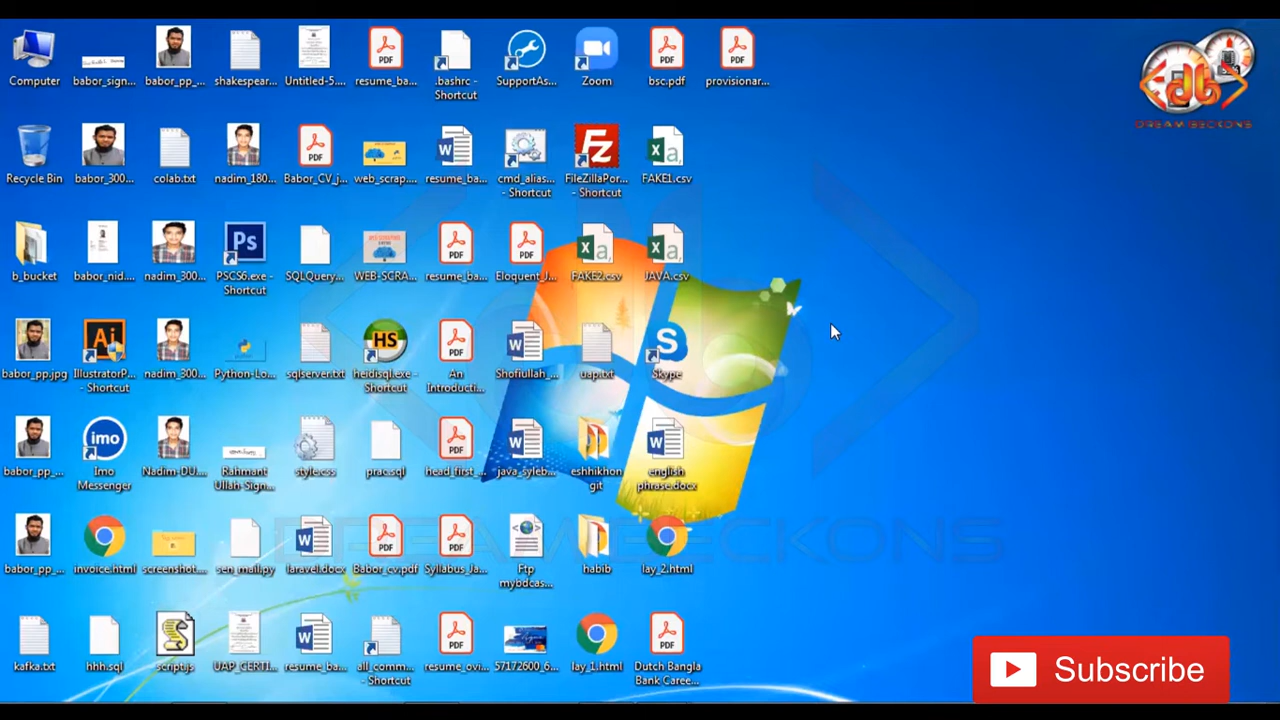 Computer
babor_sign...
babor_pp_...
shakespear...
Untitled-5....
resume_ba...
.bashrc -
Shortcut
SupportAs...
Zoom
bsc.pdf
provisionar...
DREAM BECKONS
Recycle Bin
babor_300...
colab.txt
nadim_180...
Babor_CV_j...
web_scrap....
resume_ba...
cmd_alias...
- Shortcut
FileZillaPor...
- Shortcut
FAKE1.csv
b_bucket
babor_nid....
nadim_300...
PSCS6.exe -
Shortcut
SQLQuery...
WEB-SCRA...
resume_ba...
Eloquent_J...
FAKE2.csv
JAVA.csv
babor_pp.jpg
IllustratorP...
- Shortcut
nadim_300...
Python-Lo...
sqlserver.txt
heidisql.exe -
Shortcut
An
Introducti...
Shofiullah_...
uap.txt
Skype
babor_pp_...
imo
Imo
Messenger
Nadim-DU....
Rahmant
Ullah-Sign...
style.css
prac.sql
head_first_...
java_syleb...
eshhikhon
git
english
phrase.docx
babor_pp_...
invoice.html
screenshot....
sen_mail.py
laravel.docx
Babor_cv.pdf
Syllabus_Ja...
Ftp
mybdcas...
habib
lay_2.html
DREAMBECKONS
kafka.txt
hhh.sql
script.js
UAP_CERTI...
resume_ba...
all_comm...
- Shortcut
resume_ovi...
57172600_6...
lay_1.html
Dutch Bangla
Bank Caree...
Subscribe